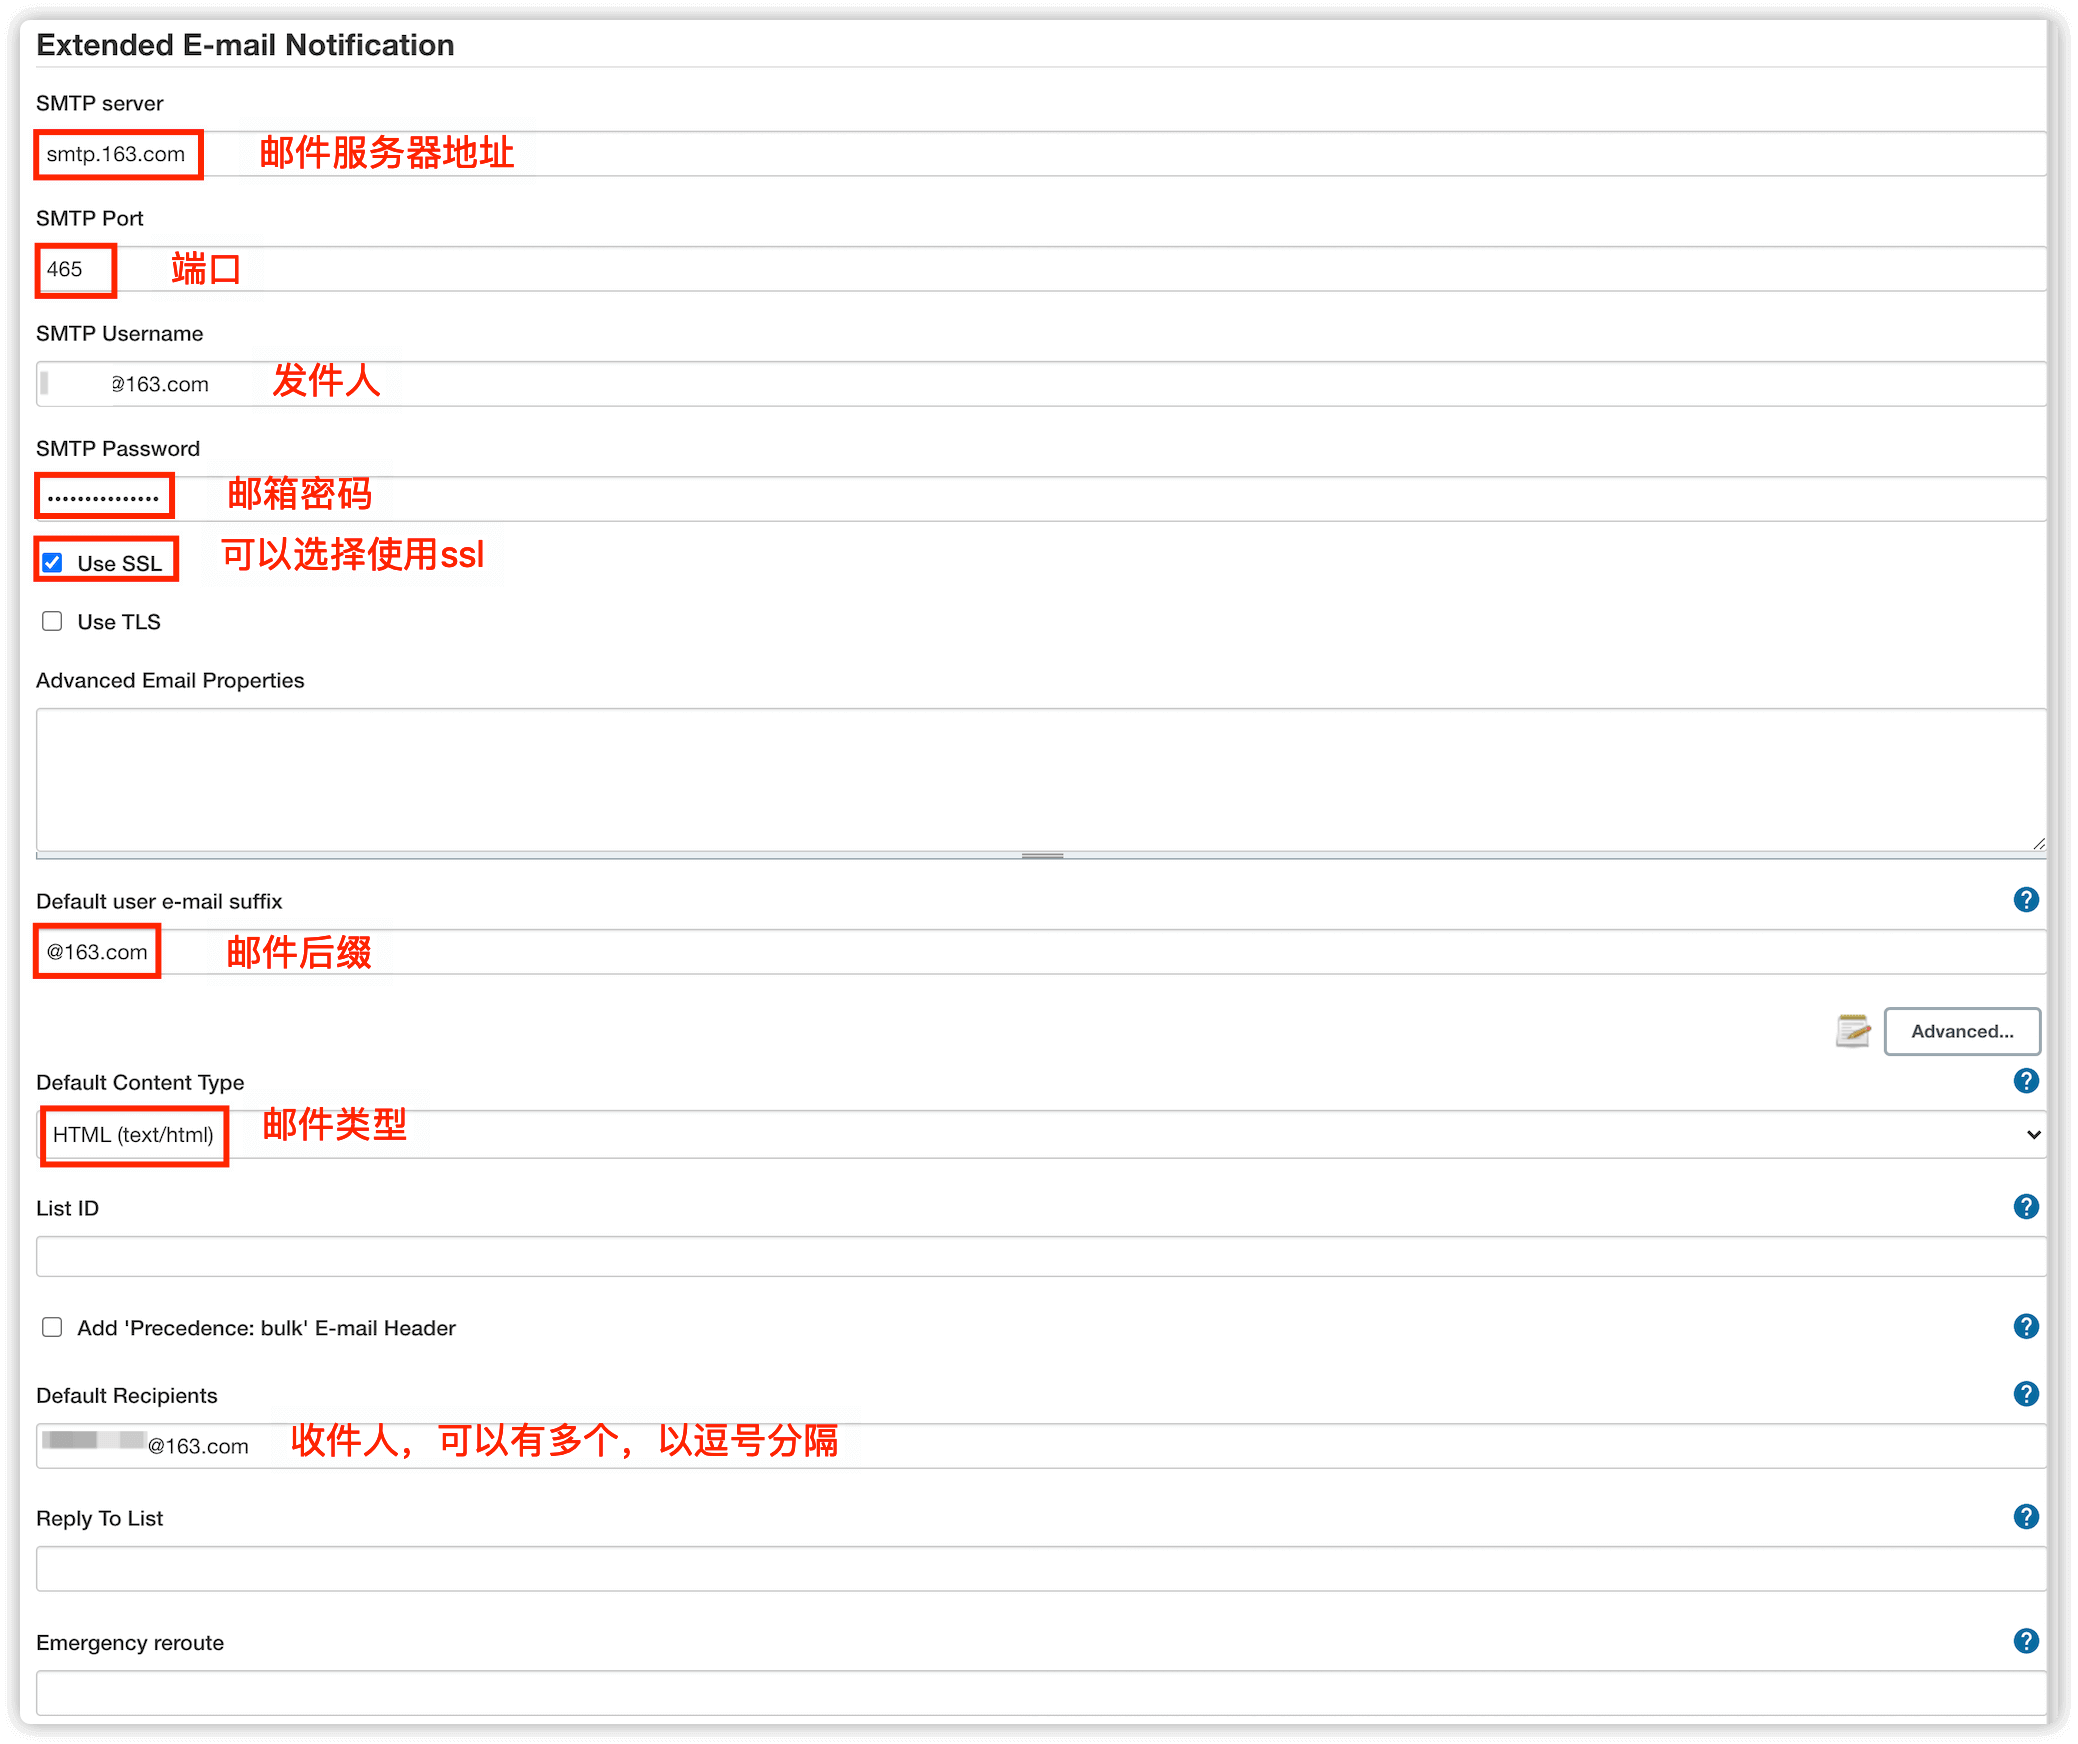 Extended E-mail Notification
SMTP server
smtp.163.com 邮件服务器地址
SMTP Port
465 端口
SMTP Username
@163.com 发件人
SMTP Password
••••••••••••••• 邮箱密码
Use SSL 可以选择使用ssl
Use TLS
Advanced Email Properties
Default user e-mail suffix ?
@163.com 邮件后缀
Advanced...
Default Content Type ?
HTML (text/html) 邮件类型
List ID ?
Add 'Precedence: bulk' E-mail Header ?
Default Recipients ?
@163.com 收件人，可以有多个，以逗号分隔
Reply To List ?
Emergency reroute ?